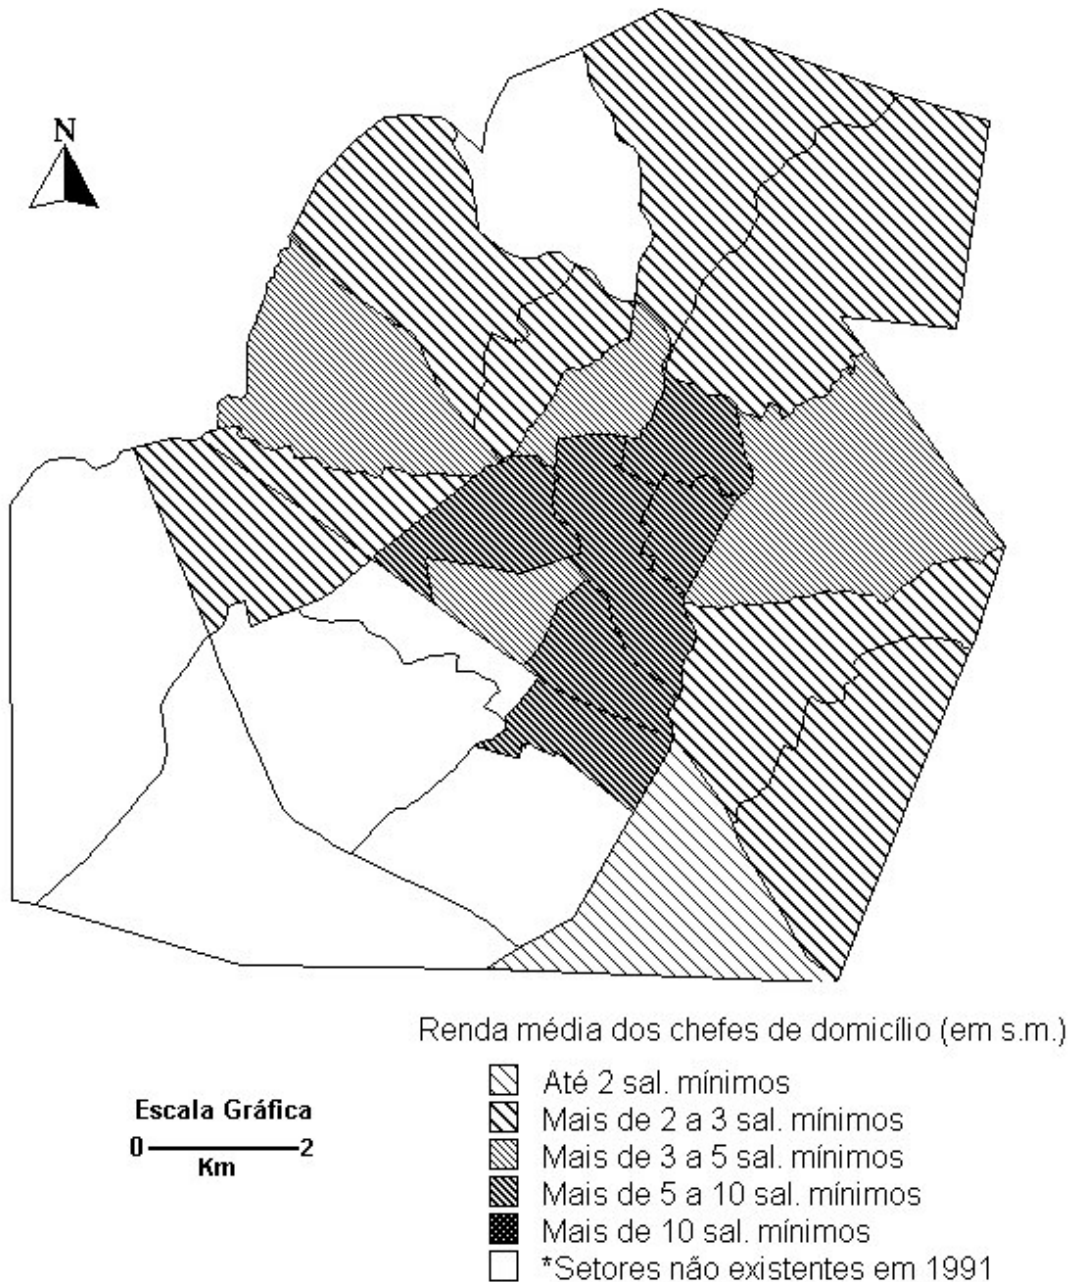 N
Renda média dos chefes de domicílio (em s.m.)
Até 2 sal. mínimos
Mais de 2 a 3 sal. mínimos
Mais de 3 a 5 sal. mínimos
Mais de 5 a 10 sal. mínimos
Mais de 10 sal. mínimos
*Setores não existentes em 1991
Escala Gráfica
0 2
Km